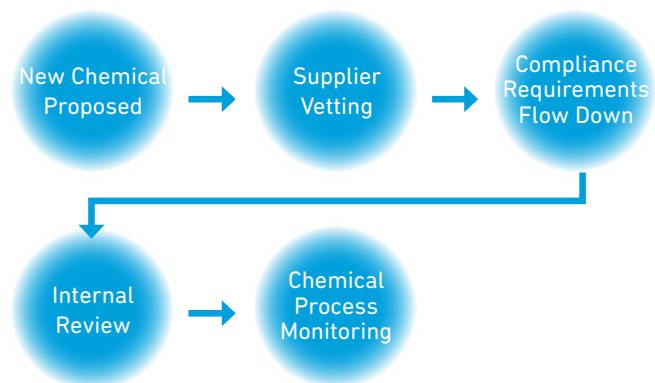 New Chemical
Proposed
Supplier
Vetting
Compliance
Requirements
Flow Down
Internal
Review
Chemical
Process
Monitoring